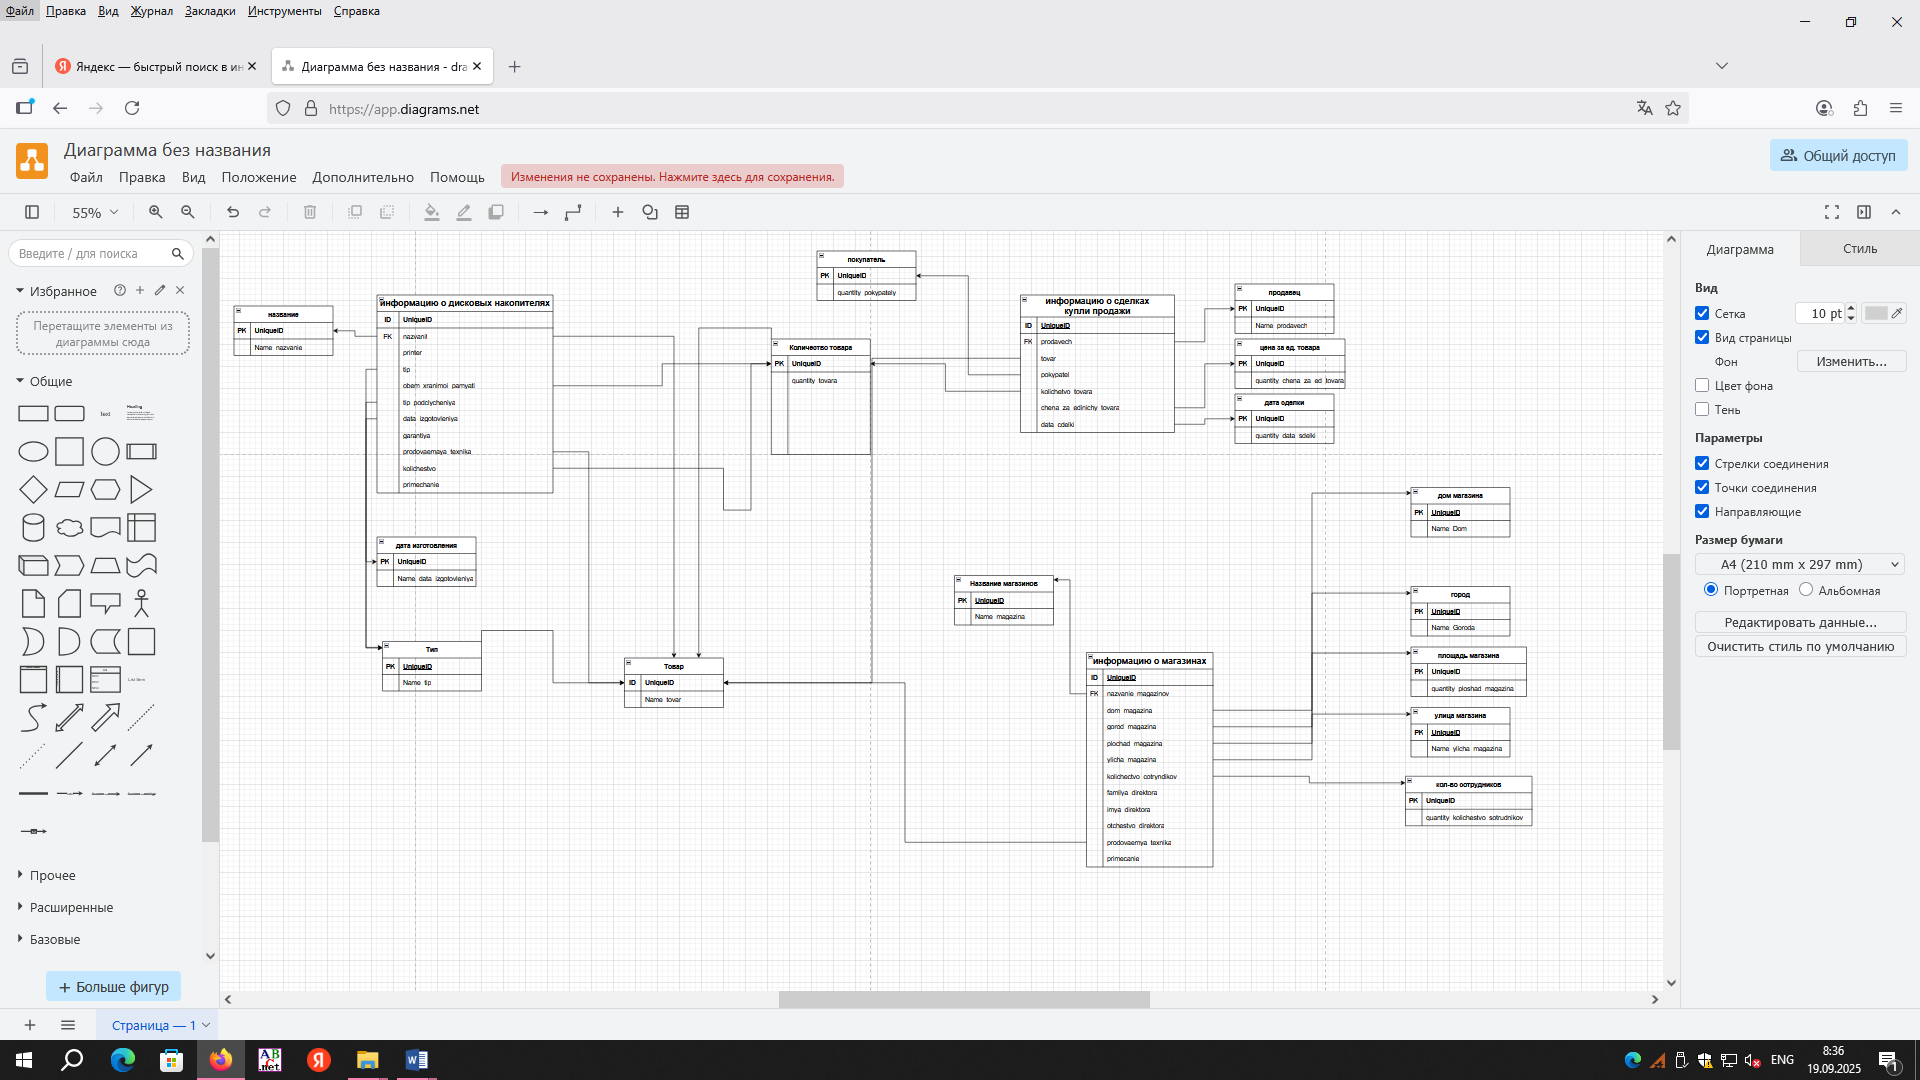 Файл Правка Вид Журнал Закладки Инструменты Справка
Яндекс — быстрый поиск в ин
Диаграмма без названия - dra
https://app.diagrams.net
Диаграмма без названия
Файл Правка Вид Положение Дополнительно Помощь
Изменения не сохранены. Нажмите здесь для сохранения.
Общий доступ
55%
Введите / для поиска
Избранное
Перетащите элементы из
диаграммы сюда
Общие
Text
Heading
List Item
Прочее
Расширенные
Базовые
+ Больше фигур
название
PK UniqueID
Name nazvanie
информацию о дисковых накопителях
ID UniqueID
FK nazvanii
printer
tip
obem xranimoi pamyati
tip podclycheniya
data izgotovleniya
garantiya
prodovaemaya texnika
kolichestvo
primechanie
дата изготовления
PK UniqueID
Name data izgotovleniya
Тип
PK UniqueID
Name tip
Товар
ID UniqueID
Name tovar
покупатель
PK UniqueID
quantity pokypately
Количество товара
PK UniqueID
quantity tovara
информацию о сделках
купли продажи
ID UniqueID
FK prodavech
tovar
pokypatel
kolichetvo tovara
chena za edinichy tovara
data cdelki
продавец
PK UniqueID
Name prodavech
цена за ед. товара
PK UniqueID
quantity chena za ed tovara
дата сделки
PK UniqueID
quantity data sdelki
Название магазинов
PK UniqueID
Name magazina
информацию о магазинах
ID UniqueID
FK nazvanie magazinov
dom magazina
gorod magazina
plochad magazina
ylicha magazina
kolichectvo cotryndikov
familya direktora
imya direktora
otchestvo direktora
prodovaemya texnika
primecanie
дом магазина
PK UniqueID
Name Dom
город
PK UniqueID
Name Goroda
площадь магазина
PK UniqueID
quantity ploshad magazina
улица магазина
PK UniqueID
Name ylicha magazina
кол-во сотрудников
PK UniqueID
quantity kolichestvo sotrudnikov
Диаграмма Стиль
Вид
Сетка 10 pt
Вид страницы
Фон Изменить...
Цвет фона
Тень
Параметры
Стрелки соединения
Точки соединения
Направляющие
Размер бумаги
A4 (210 mm x 297 mm)
Портретная Альбомная
Редактировать данные...
Очистить стиль по умолчанию
Страница — 1
ENG
8:36
19.09.2025